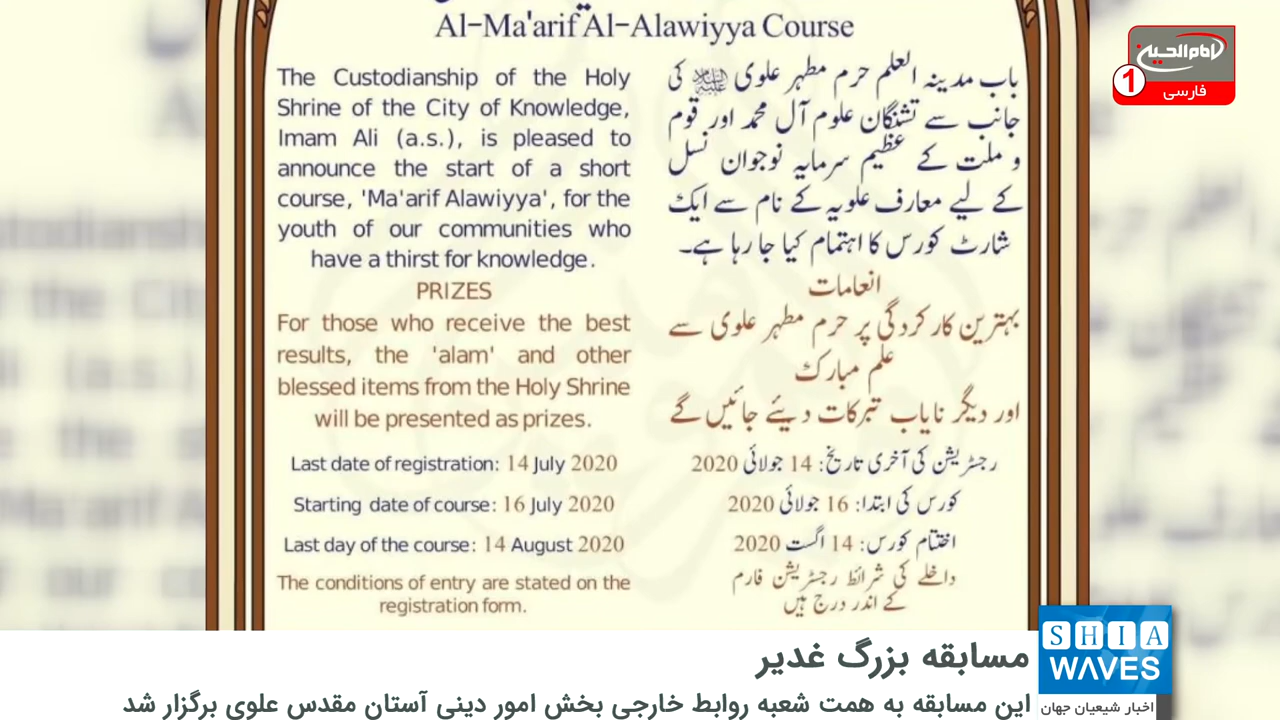 Al-Ma'arif Al-Alawiyya Course
The Custodianship of the Holy
Shrine of the City of Knowledge,
Imam Ali (a.s.), is pleased to
announce the start of a short
course, 'Ma'arif Alawiyya', for the
youth of our communities who
have a thirst for knowledge.
PRIZES
For those who receive the best
results, the 'alam' and other
blessed items from the Holy Shrine
will be presented as prizes.
Last date of registration: 14 July 2020
Starting date of course: 16 July 2020
Last day of the course: 14 August 2020
The conditions of entry are stated on the
registration form.
باب مدینہ العلم حرم مطہر علوی علیہ السلام کی
جانب سے تشنگان علوم آل محمد اور قوم
و ملت کے عظیم سرمایہ نوجوان نسل
کے لیے معارف علویہ کے نام سے ایک
شارٹ کورس کا اہتمام کیا جا رہا ہے۔
انعامات
بہترین کارکردگی پر حرم مطہر علوی سے
علم مبارک
اور دیگر نایاب تبرکات دیئے جائیں گے
رجسٹریشن کی آخری تاریخ: 14 جولائی 2020
کورس کی ابتدا: 16 جولائی 2020
اختتام کورس: 14 اگست 2020
داخلے کی شرائط رجسٹریشن فارم
کے اندر درج ہیں
امام الحسین
1
فارسی
مسابقه بزرگ غدیر
این مسابقه به همت شعبه روابط خارجی بخش امور دینی آستان مقدس علوی برگزار شد
SHIA
WAVES
اخبار شیعیان جهان